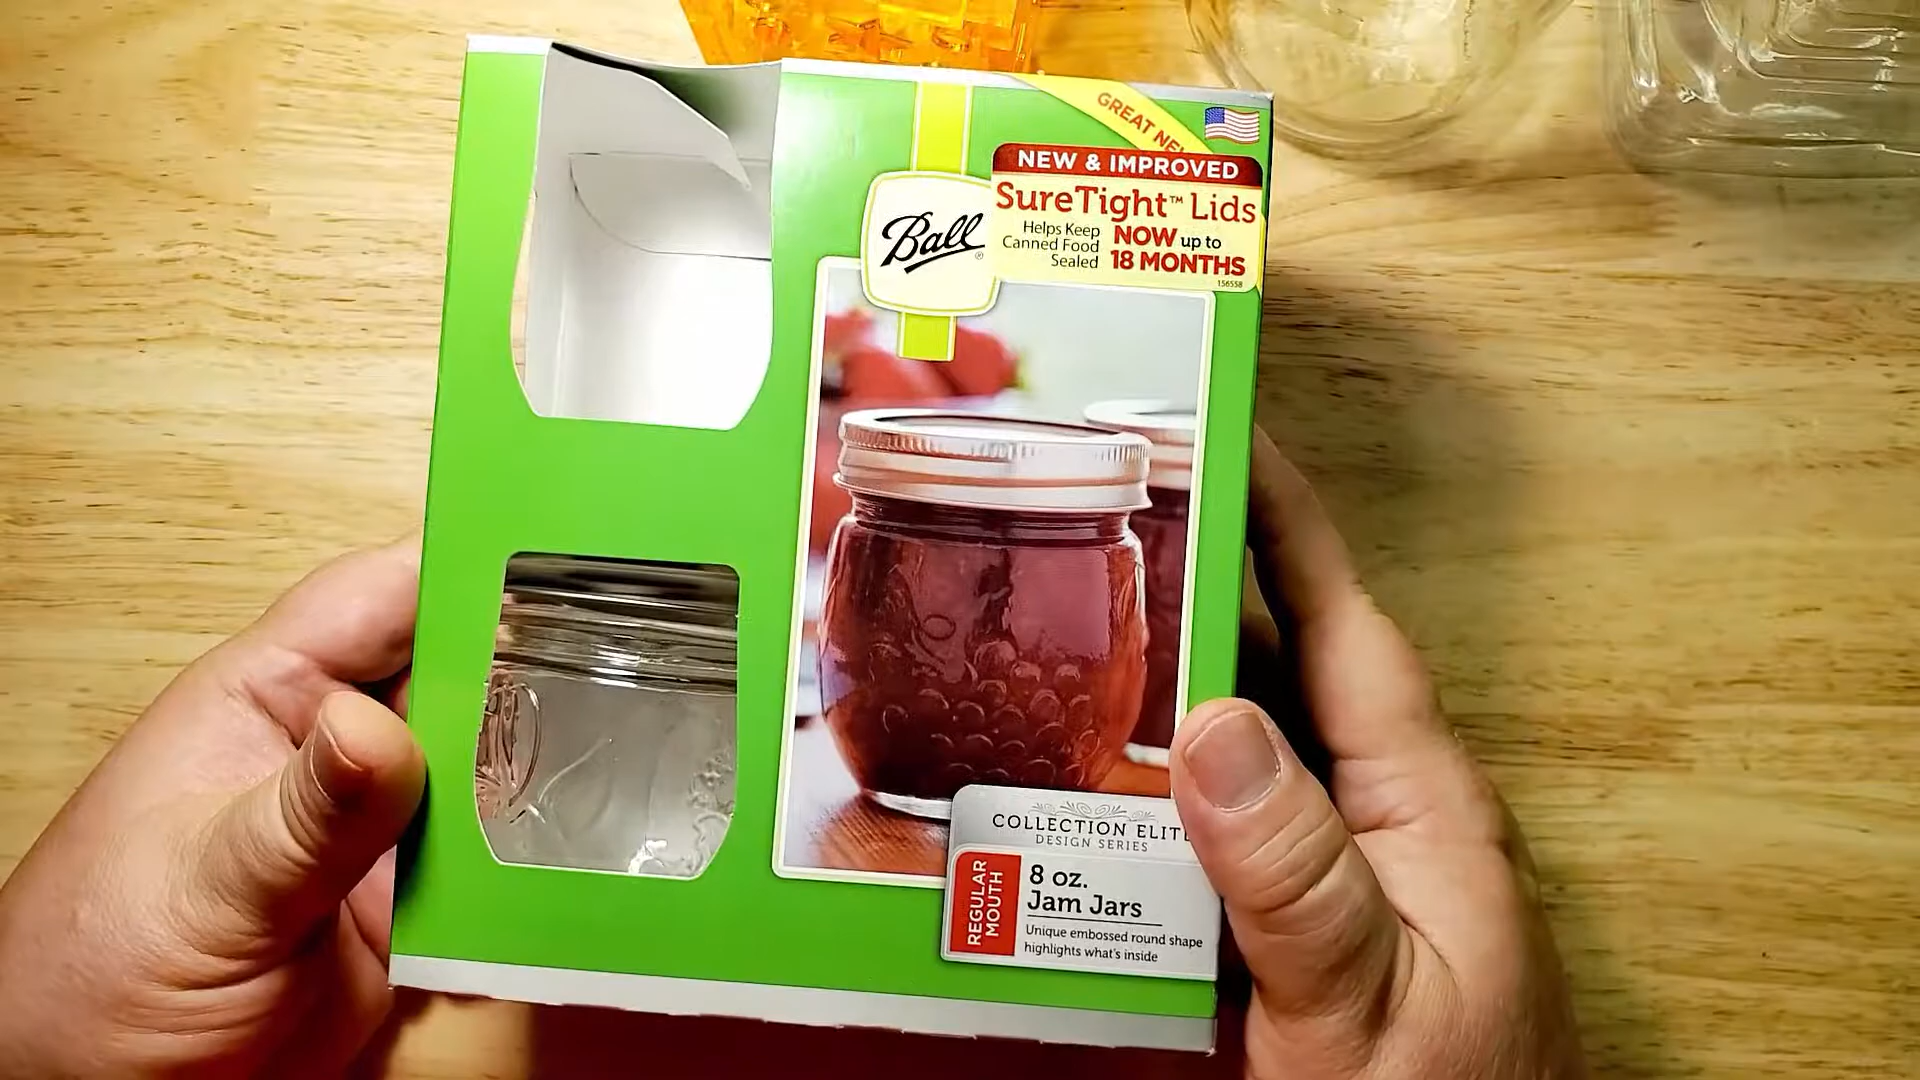 GREAT NE
NEW & IMPROVED
SureTight™ Lids
Helps Keep
Canned Food
Sealed
NOW up to
18 MONTHS
156558
Ball®
COLLECTION ELITE
DESIGN SERIES
REGULAR
MOUTH
8 oz.
Jam Jars
Unique embossed round shape
highlights what's inside